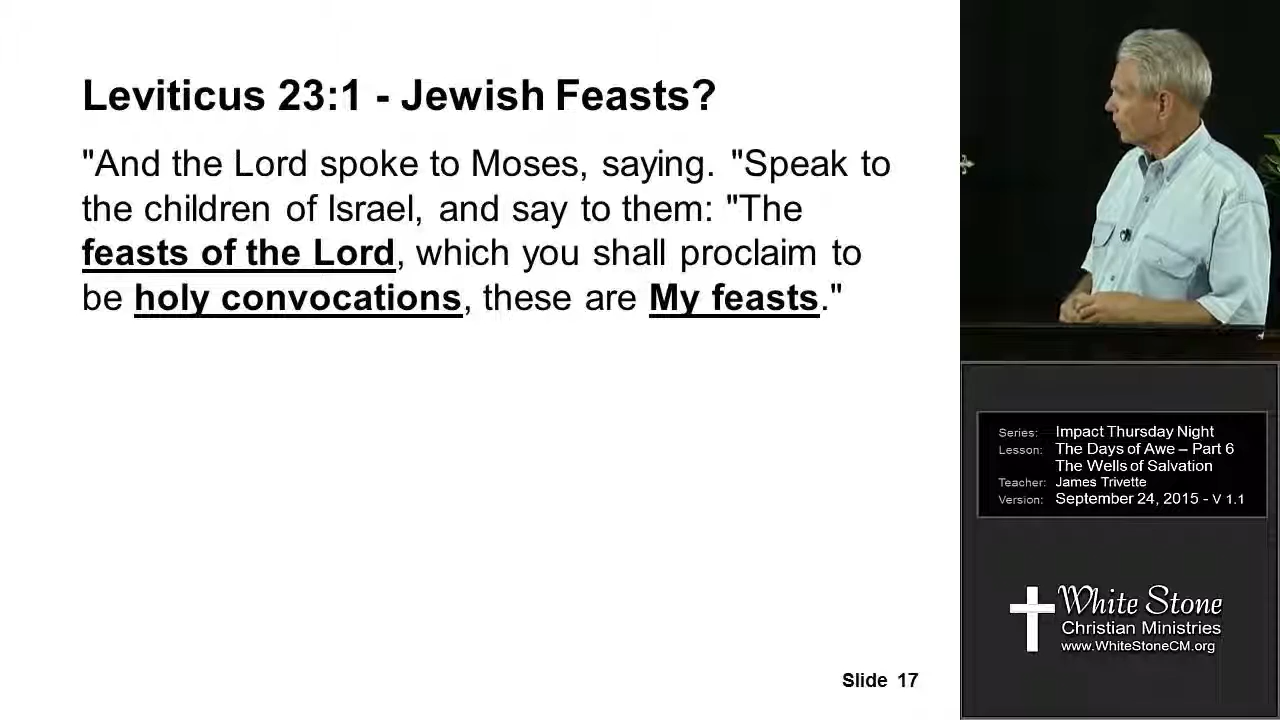 Leviticus 23:1 - Jewish Feasts?
"And the Lord spoke to Moses, saying. "Speak to
the children of Israel, and say to them: "The
feasts of the Lord, which you shall proclaim to
be holy convocations, these are My feasts."
Slide 17
Series: Impact Thursday Night
Lesson: The Days of Awe – Part 6
The Wells of Salvation
Teacher: James Trivette
Version: September 24, 2015 - V 1.1
White Stone
Christian Ministries
www.WhiteStoneCM.org